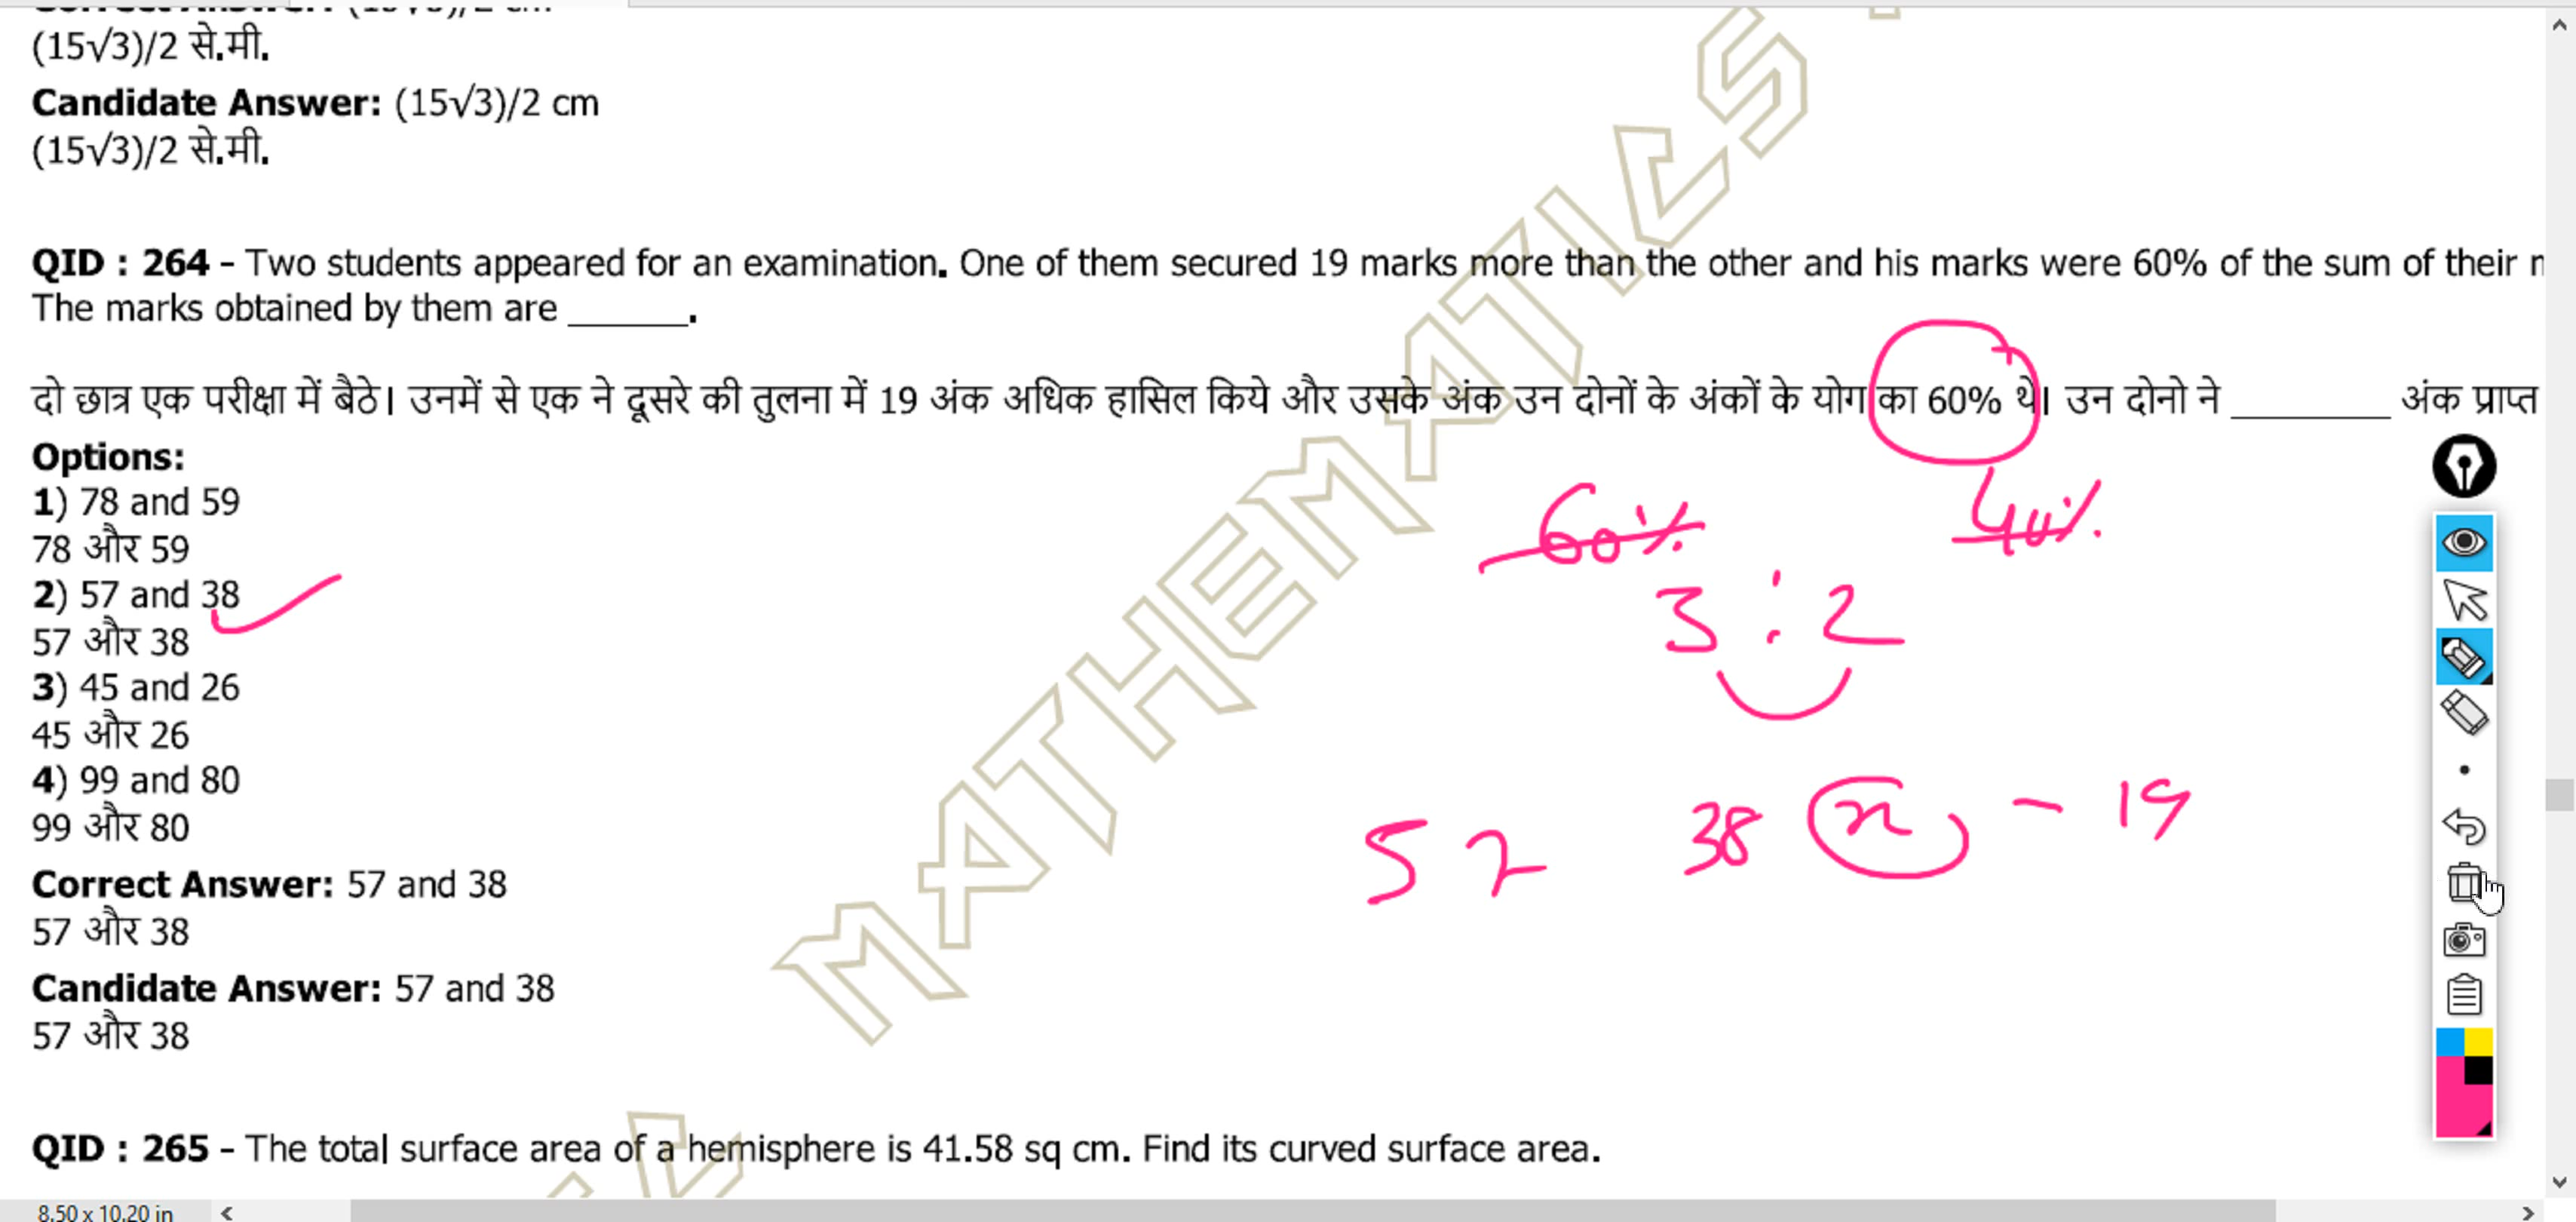 (15√3)/2 से.मी.
Candidate Answer: (15√3)/2 cm
(15√3)/2 से.मी.
QID : 264 - Two students appeared for an examination. One of them secured 19 marks more than the other and his marks were 60% of the sum of their
The marks obtained by them are ______.
दो छात्र एक परीक्षा में बैठे। उनमें से एक ने दूसरे की तुलना में 19 अंक अधिक हासिल किये और उसके अंक उन दोनों के अंकों के योग का 60% थे। उन दोनो ने ________ अंक प्राप्त
Options:
1) 78 and 59
78 और 59
2) 57 and 38
57 और 38
3) 45 and 26
45 और 26
4) 99 and 80
99 और 80
60% 40%
3 : 2
52 38 x - 19
Correct Answer: 57 and 38
57 और 38
Candidate Answer: 57 and 38
57 और 38
QID : 265 - The total surface area of a hemisphere is 41.58 sq cm. Find its curved surface area.
MATHEMATICS
8.50 x 10.20 in